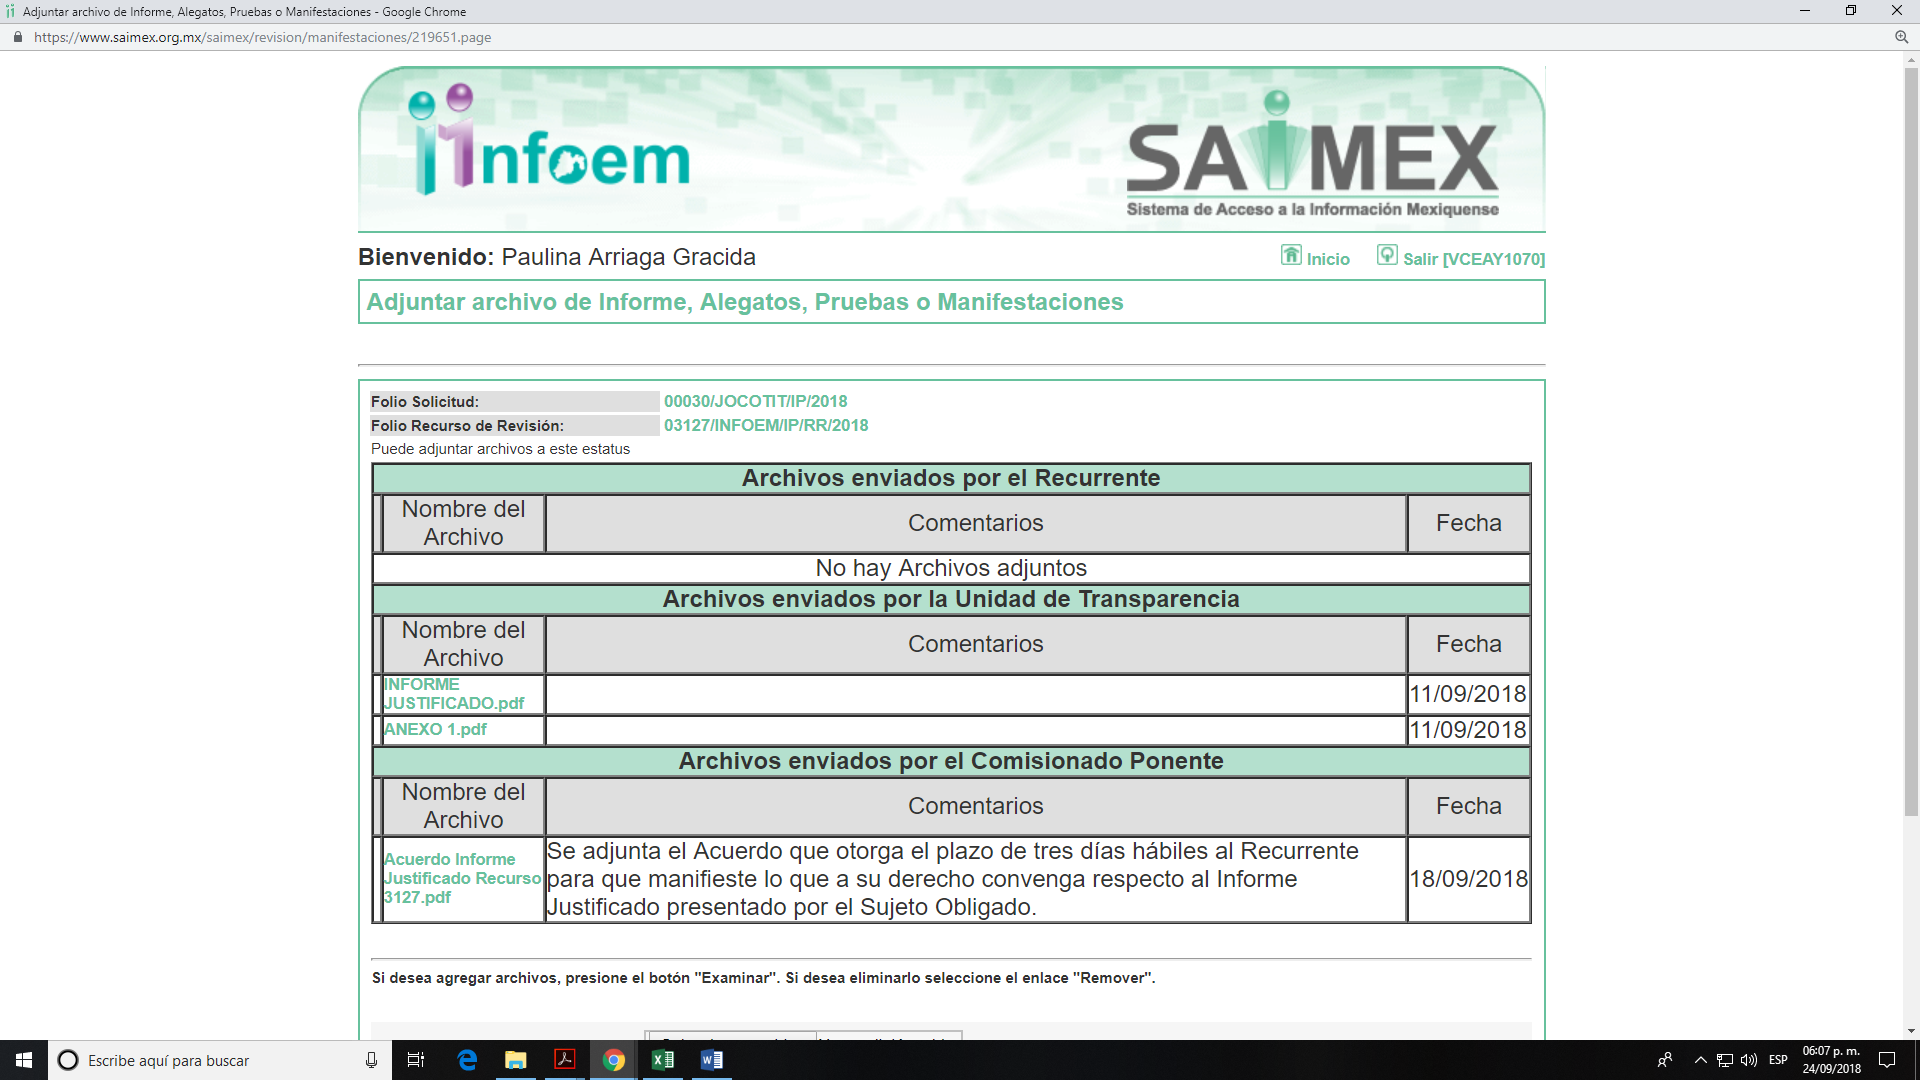 Adjuntar archivo de Informe, Alegatos, Pruebas o Manifestaciones - Google Chrome
https://www.saimex.org.mx/saimex/revision/manifestaciones/219651.page
infoem
SAiMEX
Sistema de Acceso a la Información Mexiquense
Bienvenido: Paulina Arriaga Gracida
Inicio
Salir [VCEAY1070]
Adjuntar archivo de Informe, Alegatos, Pruebas o Manifestaciones
Folio Solicitud: 00030/JOCOTIT/IP/2018
Folio Recurso de Revisión: 03127/INFOEM/IP/RR/2018
Puede adjuntar archivos a este estatus
Archivos enviados por el Recurrente
Nombre del
Archivo
Comentarios
Fecha
No hay Archivos adjuntos
Archivos enviados por la Unidad de Transparencia
Nombre del
Archivo
Comentarios
Fecha
INFORME
JUSTIFICADO.pdf
11/09/2018
ANEXO 1.pdf
11/09/2018
Archivos enviados por el Comisionado Ponente
Nombre del
Archivo
Comentarios
Fecha
Acuerdo Informe
Justificado Recurso
3127.pdf
Se adjunta el Acuerdo que otorga el plazo de tres días hábiles al Recurrente
para que manifieste lo que a su derecho convenga respecto al Informe
Justificado presentado por el Sujeto Obligado.
18/09/2018
Si desea agregar archivos, presione el botón "Examinar". Si desea eliminarlo seleccione el enlace "Remover".
Escribe aquí para buscar
ESP
06:07 p. m.
24/09/2018